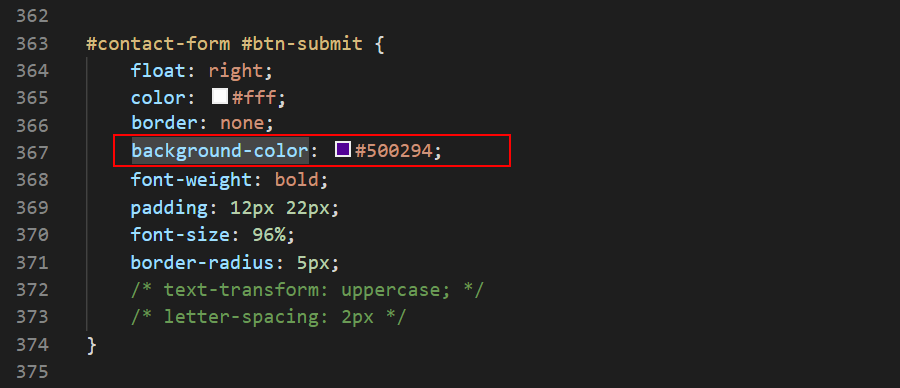 362
363 #contact-form #btn-submit {
364 float: right;
365 color: #fff;
366 border: none;
367 background-color: #500294;
368 font-weight: bold;
369 padding: 12px 22px;
370 font-size: 96%;
371 border-radius: 5px;
372 /* text-transform: uppercase; */
373 /* letter-spacing: 2px */
374 }
375